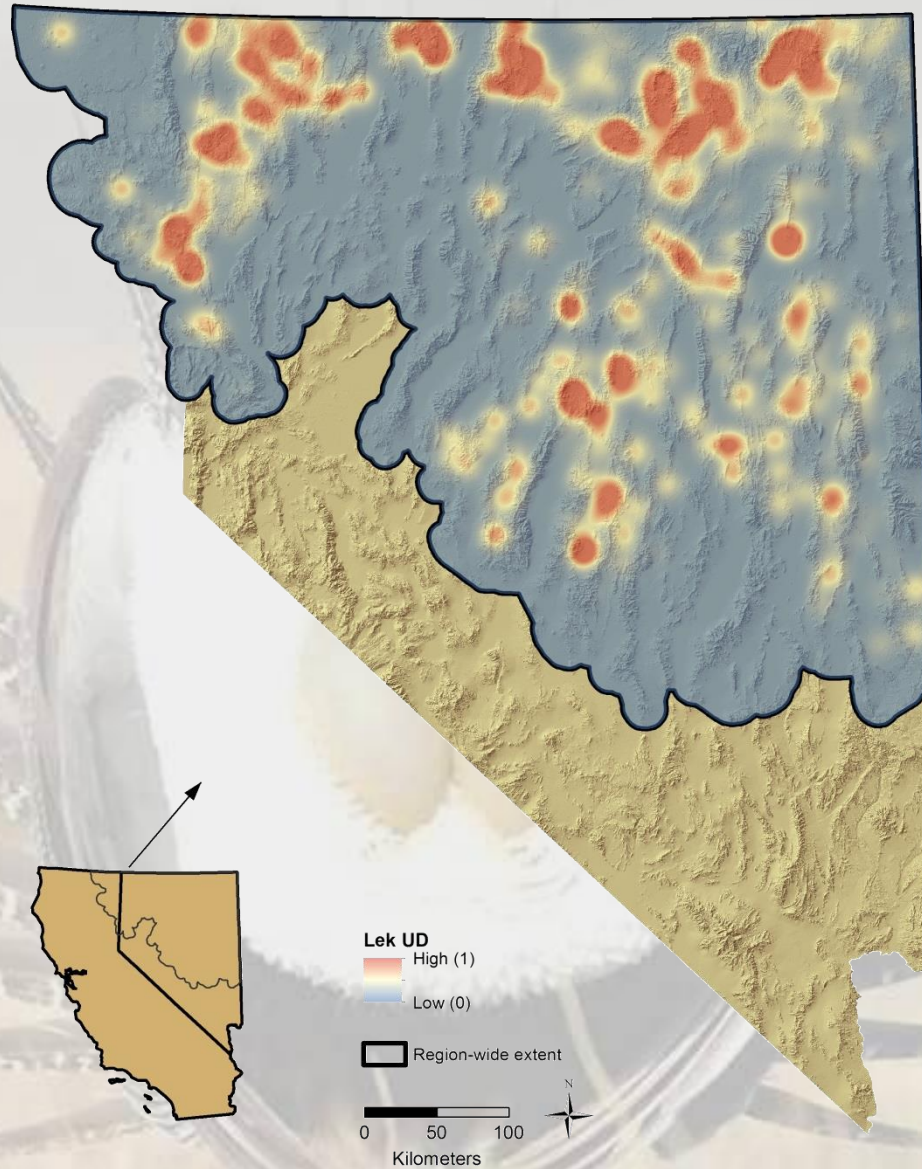 Lek UD
High (1)
Low (0)
Region-wide extent
N
0 50 100
Kilometers